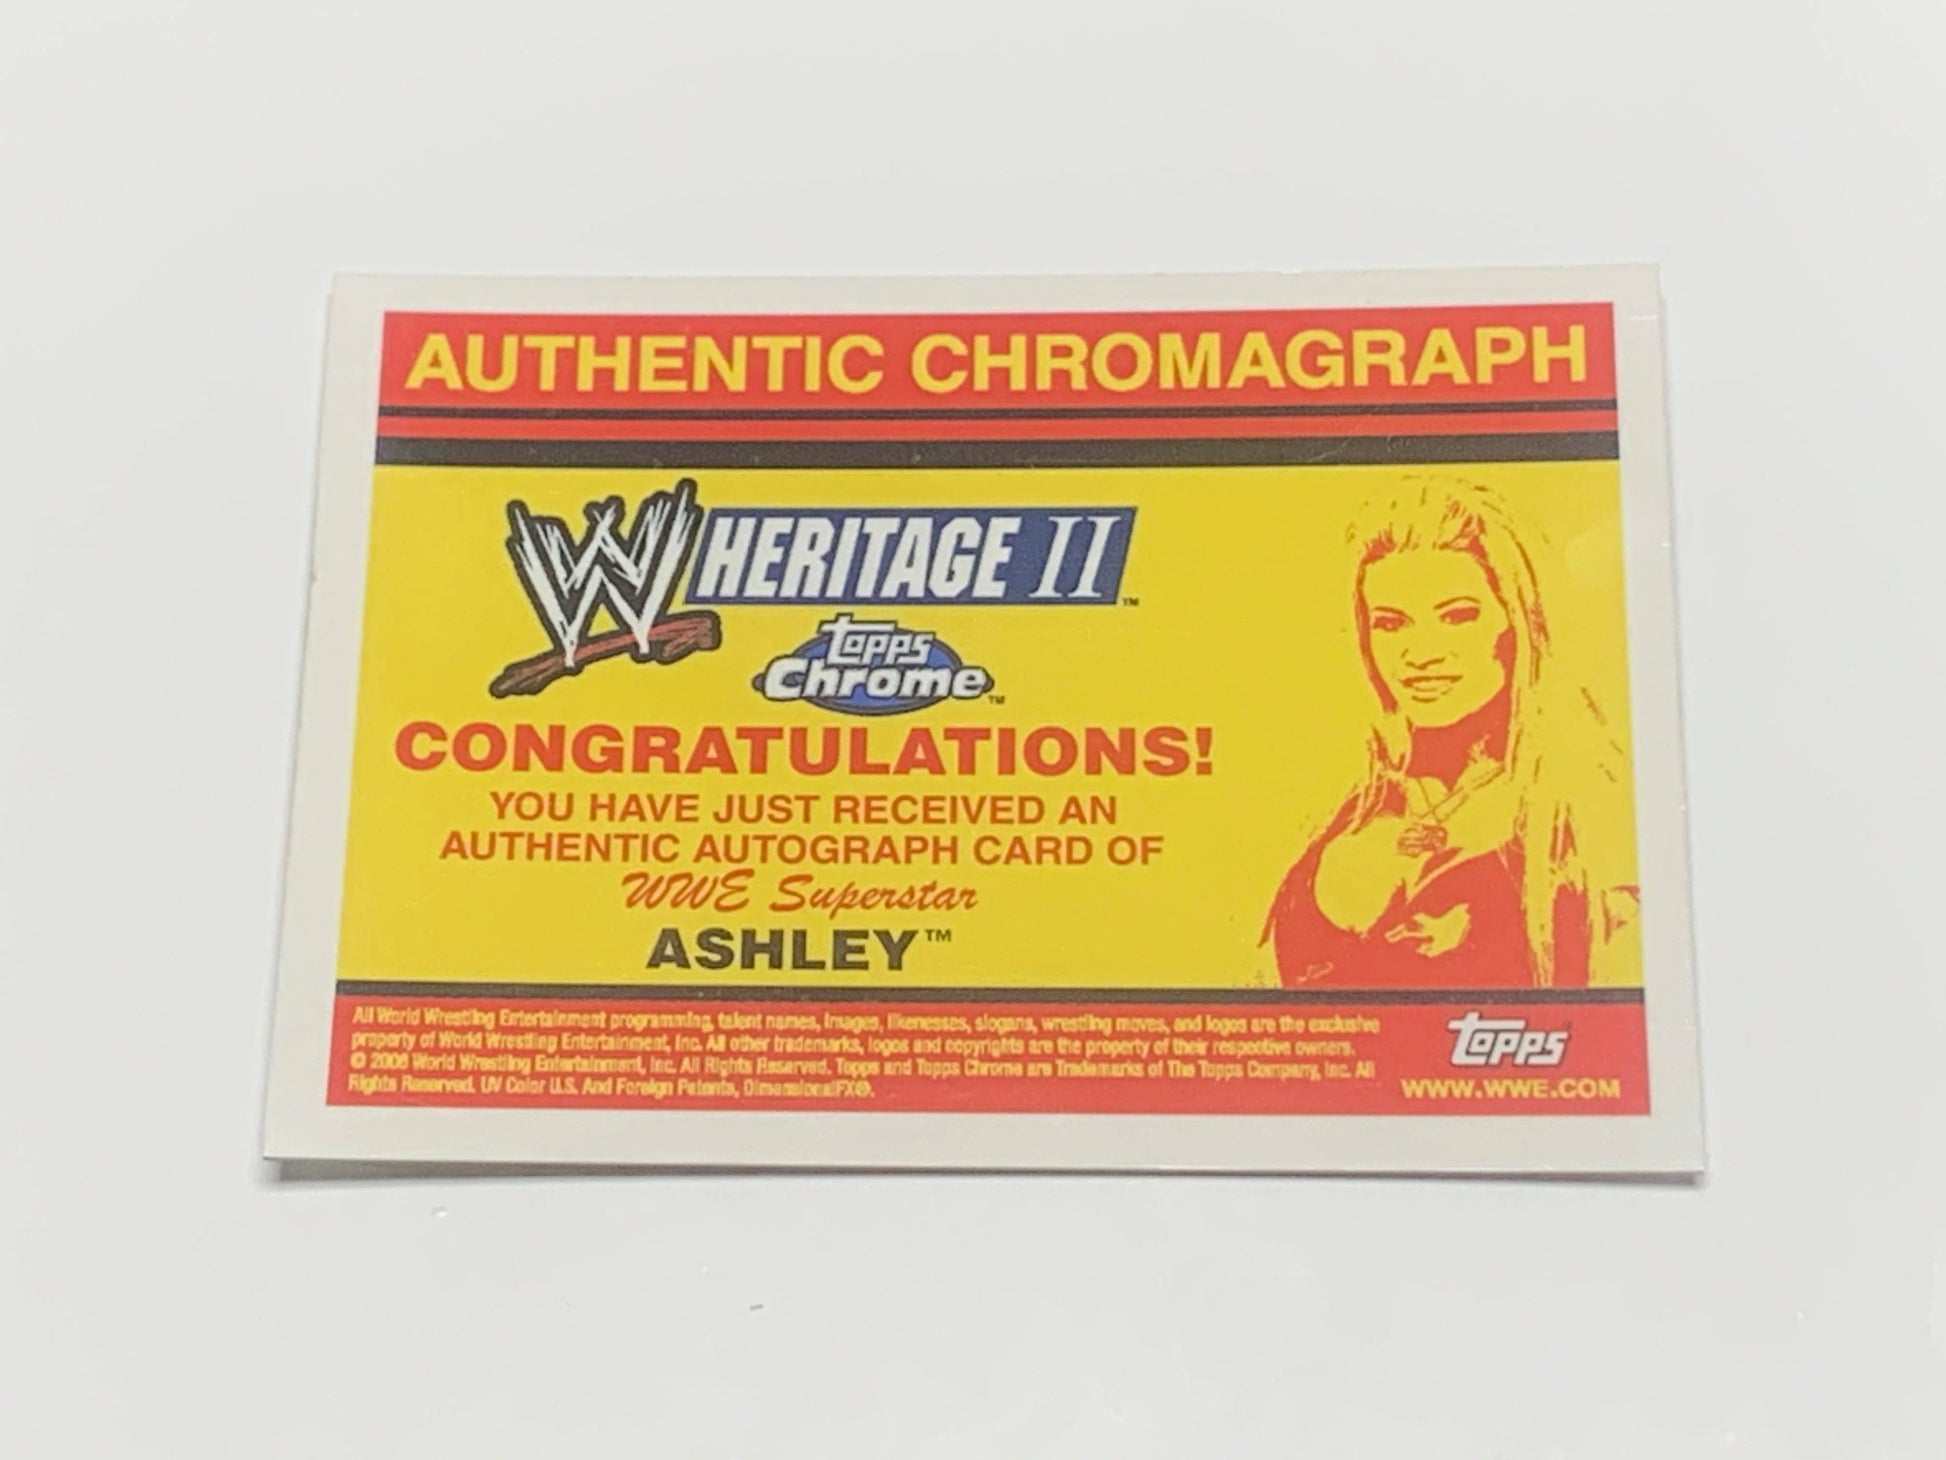 AUTHENTIC CHROMAGRAPH
W HERITAGE II™
topps
Chrome™
CONGRATULATIONS!
YOU HAVE JUST RECEIVED AN
AUTHENTIC AUTOGRAPH CARD OF
WWE Superstar
ASHLEY™
All World Wrestling Entertainment programming, talent names, images, likenesses, slogans, wrestling moves, and logos are the exclusive
property of World Wrestling Entertainment, Inc. All other trademarks, logos and copyrights are the property of their respective owners.
© 2006 World Wrestling Entertainment, Inc. All Rights Reserved. Topps and Topps Chrome are Trademarks of The Topps Company, Inc. All
Rights Reserved. UV Color U.S. And Foreign Patents, DimensionalFX®.
topps
WWW.WWE.COM